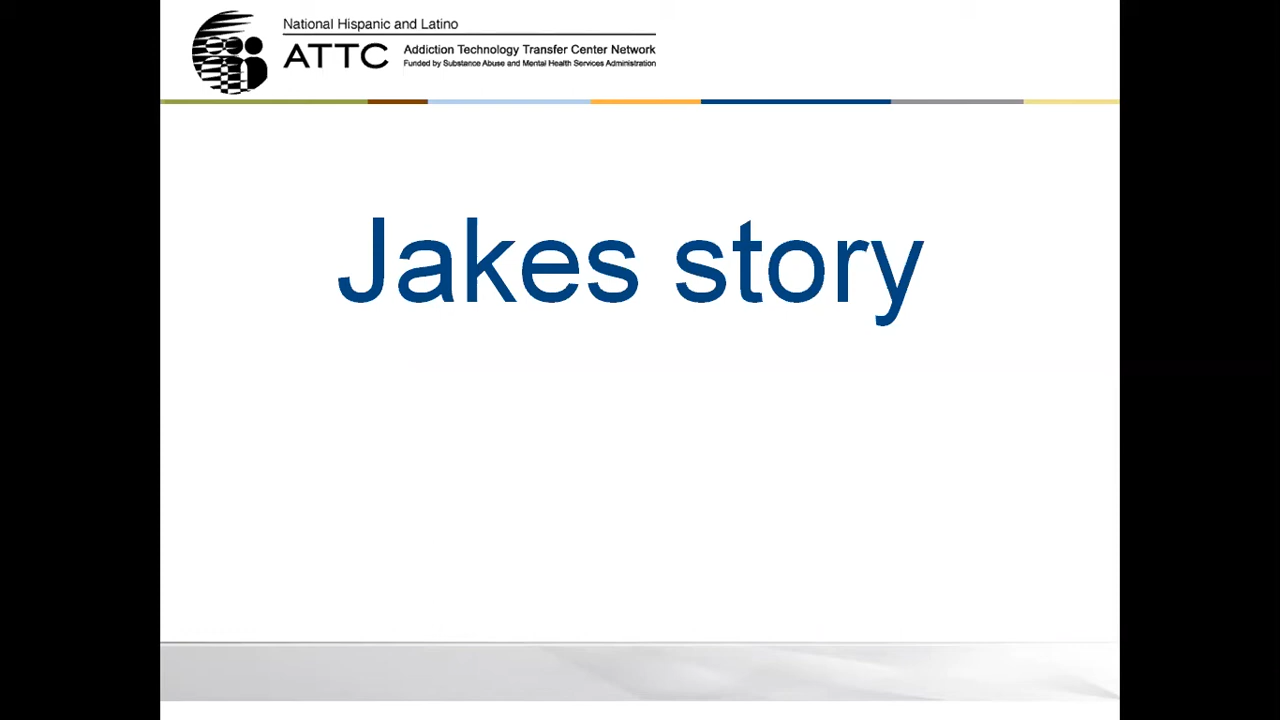 National Hispanic and Latino
ATTC
Addiction Technology Transfer Center Network
Funded by Substance Abuse and Mental Health Services Administration
Jakes story